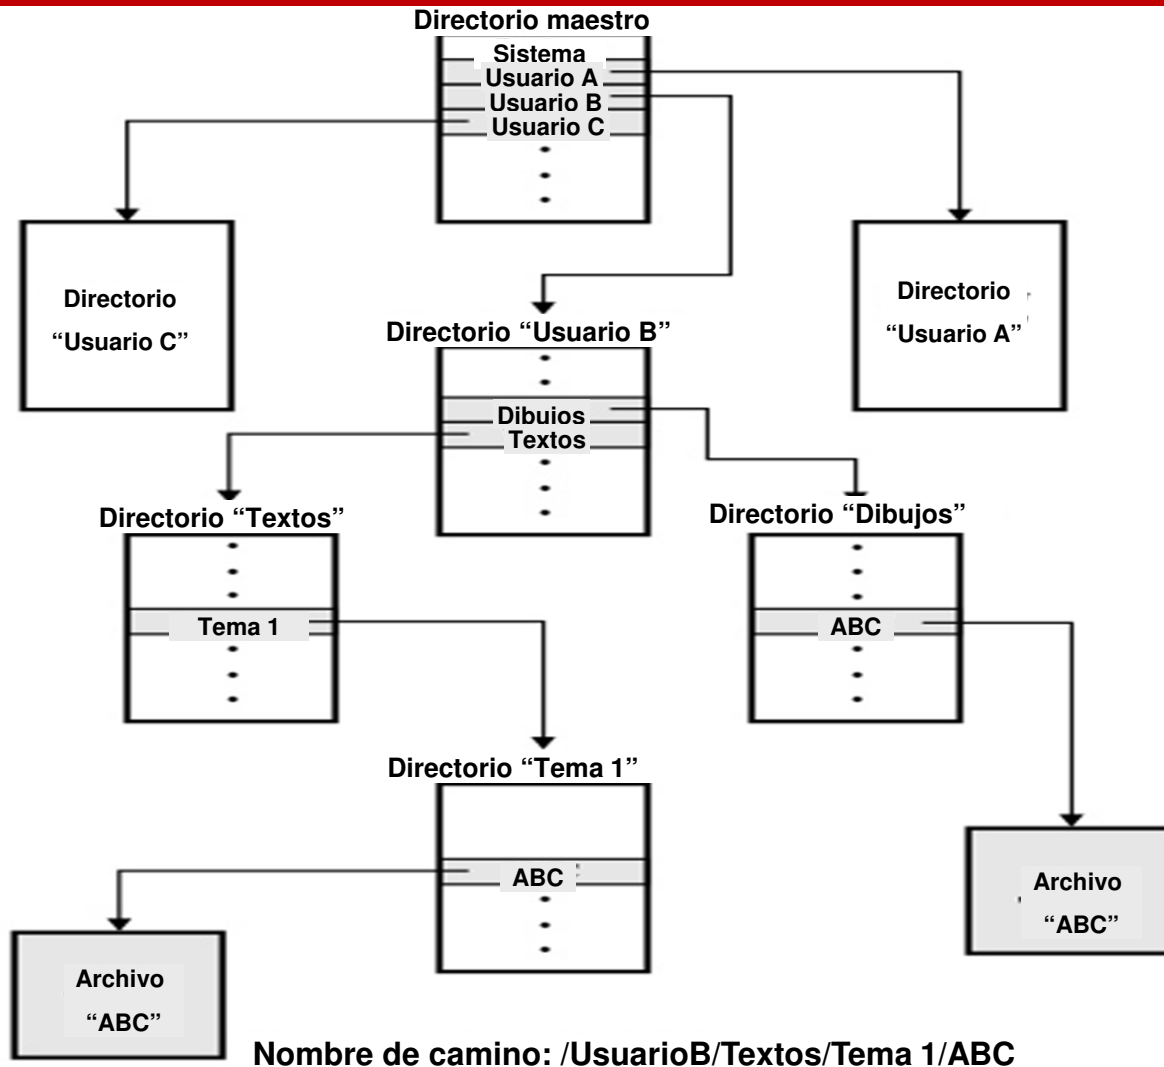 Directorio maestro
Sistema
Usuario A
Usuario B
Usuario C
Directorio
“Usuario C”
Directorio
“Usuario A”
Directorio “Usuario B”
Dibuios
Textos
Directorio “Textos”
Directorio “Dibujos”
Tema 1
ABC
Directorio “Tema 1”
ABC
Archivo
“ABC”
Archivo
“ABC”
Nombre de camino: /UsuarioB/Textos/Tema 1/ABC